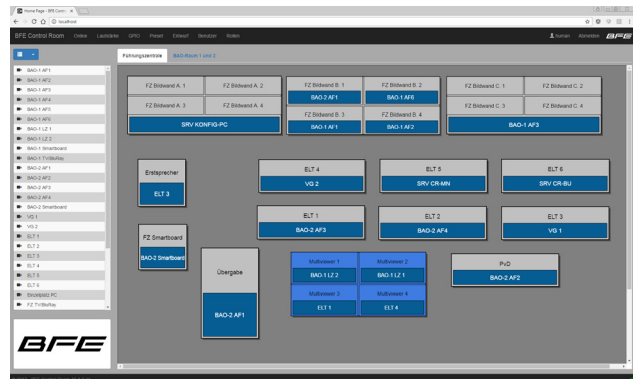 Home Page - BFE Contro
localhost
BFE Control Room Online Lautstärke GPIO Preset Entwurf Benutzer Rollen
human Abmelden BFE
Führungszentrale BAO-Raum 1 und 2
BAO-1 AF1
BAO-1 AF2
BAO-1 AF3
BAO-1 AF4
BAO-1 AF5
BAO-1 AF6
BAO-1 LZ 1
BAO-1 LZ 2
BAO-1 Smartboard
BAO-1 TV/BluRay
BAO-2 AF1
BAO-2 AF2
BAO-2 AF3
BAO-2 AF4
BAO-2 Smartboard
VG 1
VG 2
ELT 1
ELT 2
ELT 3
ELT 4
ELT 5
ELT 6
Einzelplatz PC
FZ TV/BluRay
BFE
FZ Bildwand A. 1 FZ Bildwand A. 2
FZ Bildwand A. 3 FZ Bildwand A. 4
SRV KONFIG-PC
FZ Bildwand B. 1 FZ Bildwand B. 2
BAO-2 AF1 BAO-1 AF6
FZ Bildwand B. 3 FZ Bildwand B. 4
BAO-1 AF1 BAO-1 AF2
FZ Bildwand C. 1 FZ Bildwand C. 2
FZ Bildwand C. 3 FZ Bildwand C. 4
BAO-1 AF3
Erstsprecher
ELT 3
ELT 4
VG 2
ELT 5
SRV CR-MN
ELT 6
SRV CR-BU
ELT 1
BAO-2 AF3
ELT 2
BAO-2 AF4
ELT 3
VG 1
FZ Smartboard
BAO-2 Smartboard
Übergabe
BAO-2 AF1
Multiviewer 1 Multiviewer 2
BAO-1 LZ 2 BAO-1 LZ 1
Multiviewer 3 Multiviewer 4
ELT 1 ELT 4
PvD
BAO-2 AF2